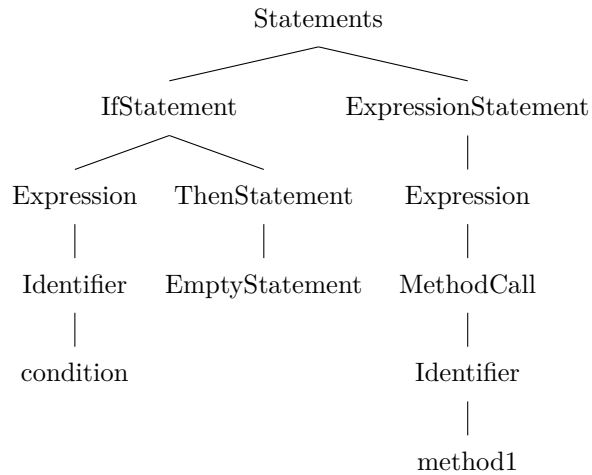 Statements
IfStatement ExpressionStatement
Expression ThenStatement Expression
Identifier EmptyStatement MethodCall
condition Identifier
method1